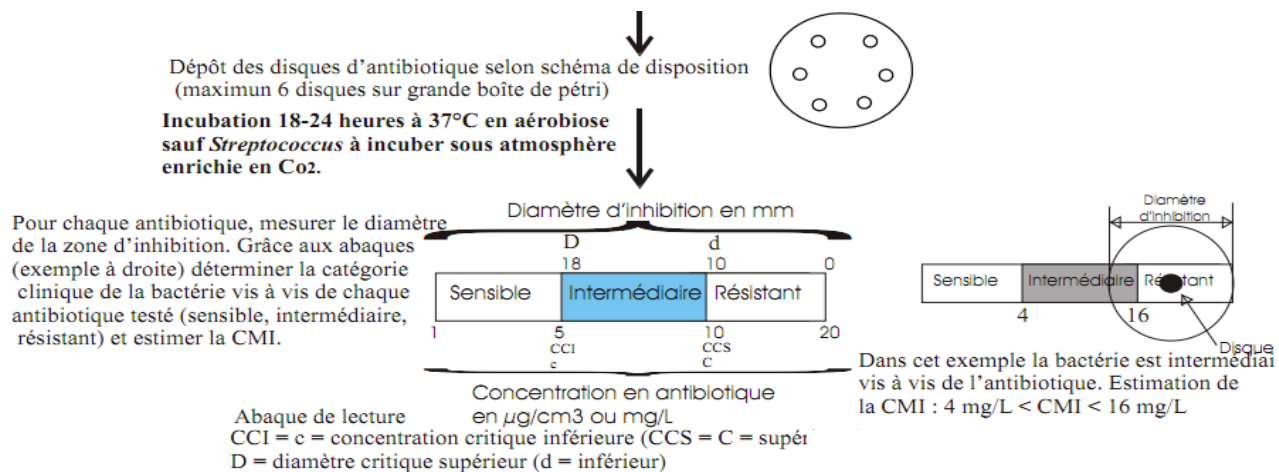 Dépôt des disques d'antibiotique selon schéma de disposition
(maximun 6 disques sur grande boîte de pétri)
Incubation 18-24 heures à 37°C en aérobiose
sauf Streptococcus à incuber sous atmosphère
enrichie en Co2.
Pour chaque antibiotique, mesurer le diamètre
de la zone d'inhibition. Grâce aux abaques
(exemple à droite) déterminer la catégorie
clinique de la bactérie vis à vis de chaque
antibiotique testé (sensible, intermédiaire,
résistant) et estimer la CMI.
Diamètre d'inhibition en mm
D d
18 10 0
Sensible Intermédiaire Résistant
1 5 10 20
CCI CCS
c C
Concentration en antibiotique
en µg/cm3 ou mg/L
Abaque de lecture
CCI = c = concentration critique inférieure (CCS = C = supér
D = diamètre critique supérieur (d = inférieur)
Diamètre
d'inhibition
Sensible Intermédiaire Résistant
4 16
Disque
Dans cet exemple la bactérie est intermédiai
vis à vis de l'antibiotique. Estimation de
la CMI : 4 mg/L < CMI < 16 mg/L